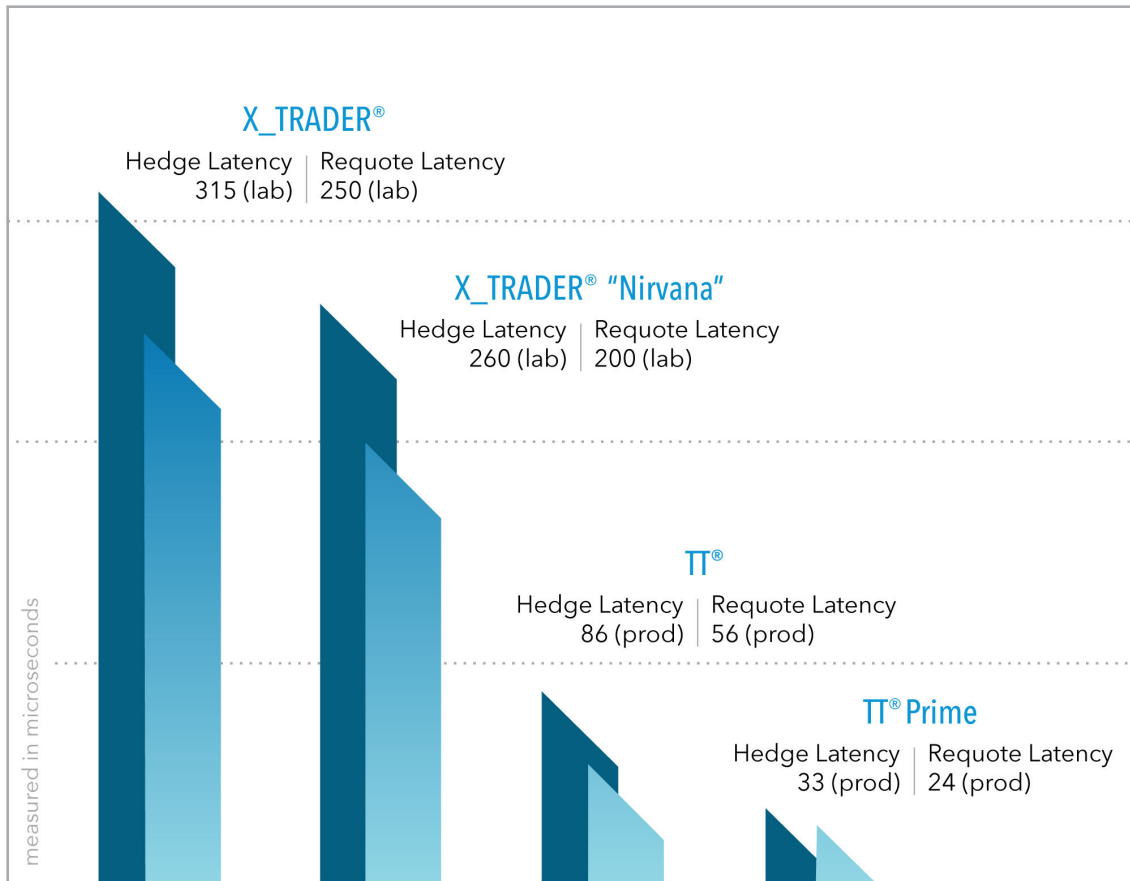 X_TRADER®
Hedge Latency | Requote Latency
315 (lab) | 250 (lab)
X_TRADER® “Nirvana“
Hedge Latency | Requote Latency
260 (lab) | 200 (lab)
TT®
Hedge Latency | Requote Latency
86 (prod) | 56 (prod)
TT® Prime
Hedge Latency | Requote Latency
33 (prod) | 24 (prod)
measured in microseconds